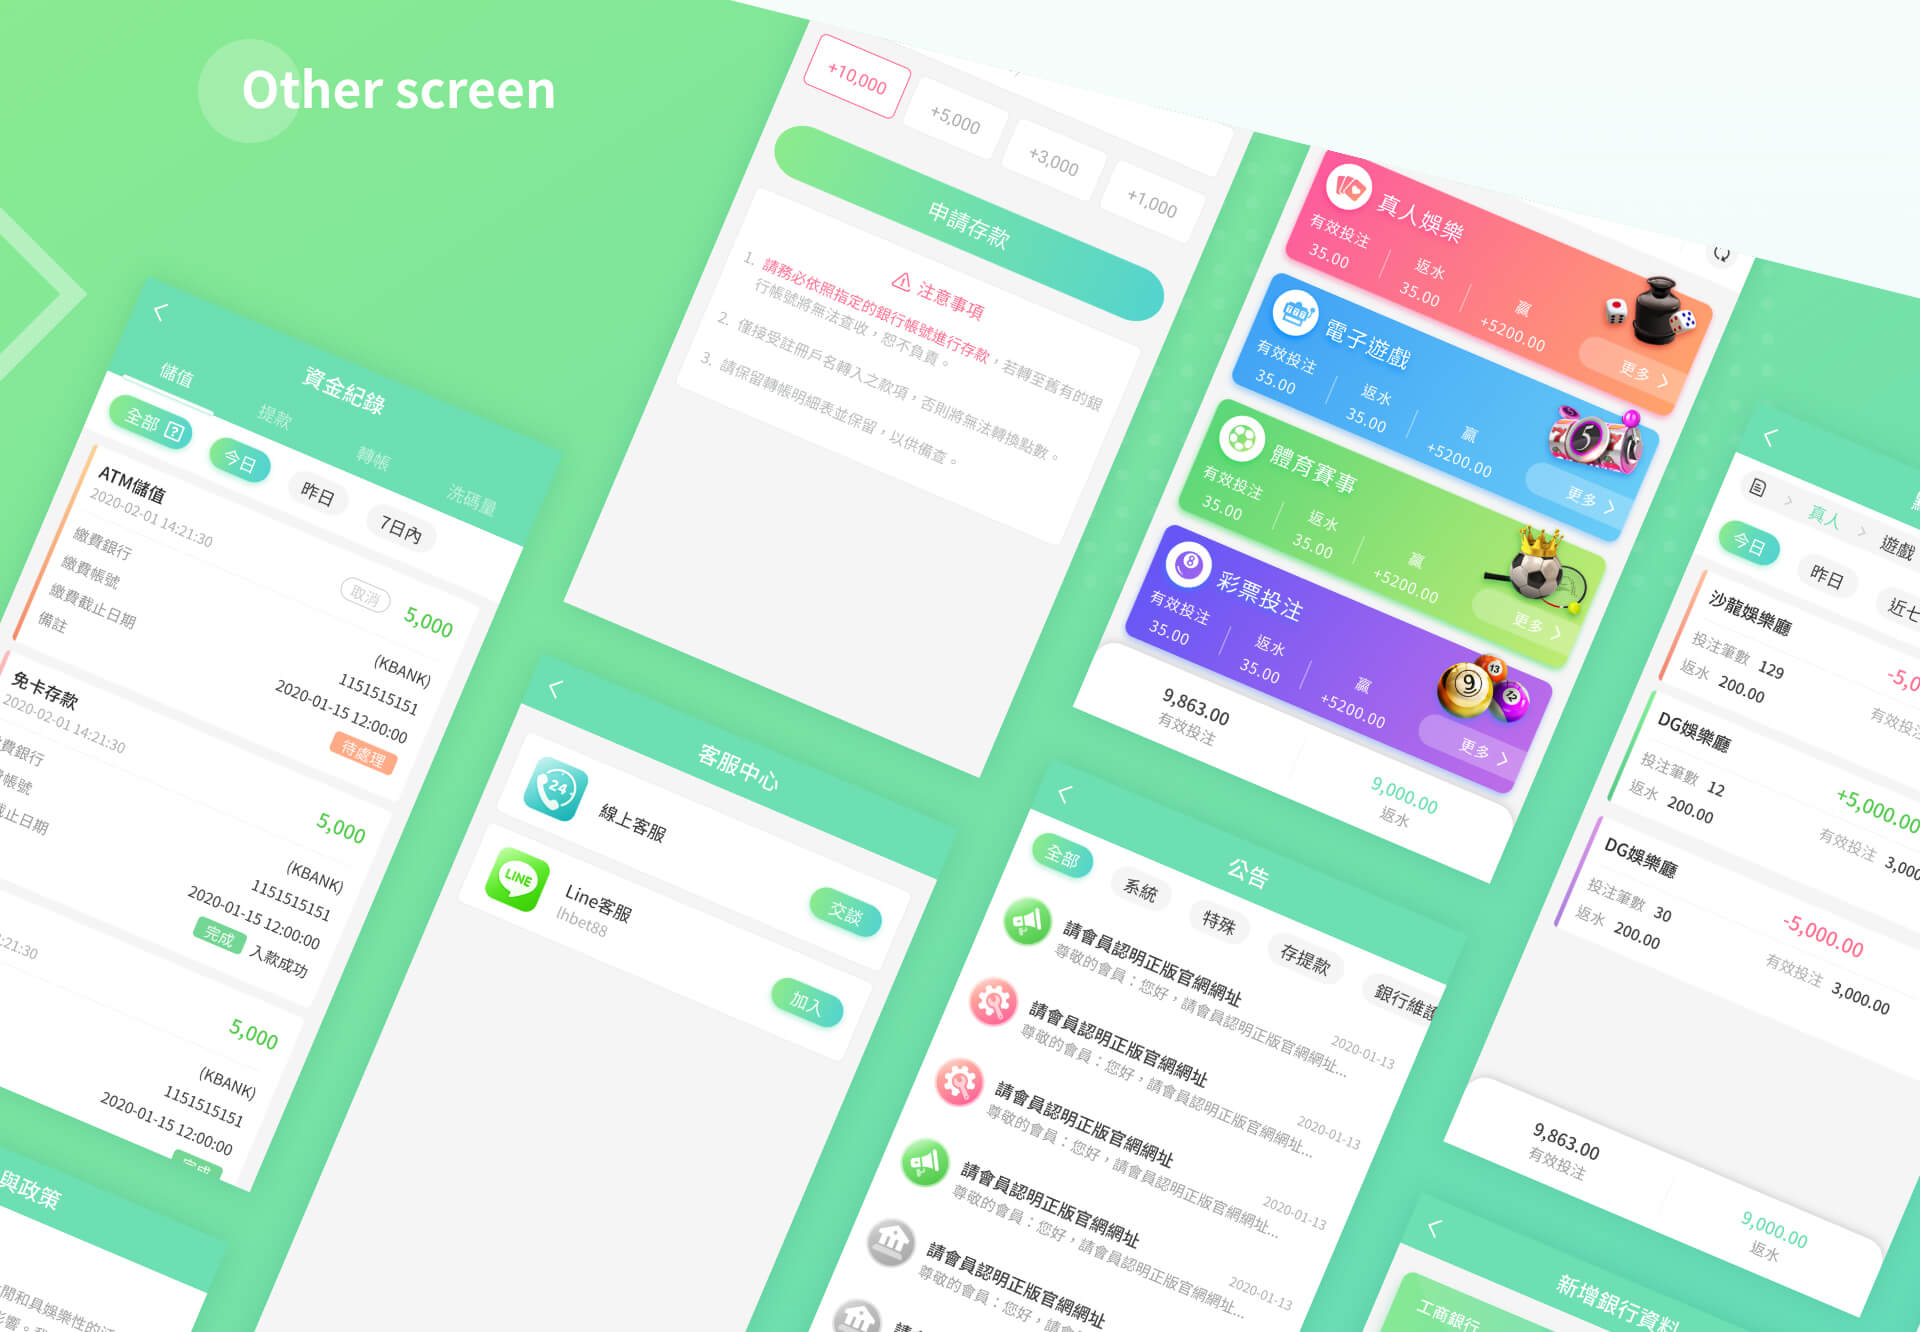 Other screen
+10,000
+5,000
+3,000
+1,000
申請存款
注意事項
1. 請務必依照指定的銀行帳號進行存款，若轉至舊有的銀
行帳號將無法查收，恕不負責。
2. 僅接受註冊戶名轉入之款項，否則將無法轉換點數。
3. 請保留轉帳明細表並保留，以供備查。
真人娛樂
有效投注 返水 贏
35.00 35.00 +5200.00
更多
電子遊戲
有效投注 返水 贏
35.00 35.00 +5200.00
更多
體育賽事
有效投注 返水 贏
35.00 35.00 +5200.00
更多
彩票投注
有效投注 返水 贏
35.00 35.00 +5200.00
更多
9,863.00
有效投注
9,000.00
返水
資金紀錄
儲值 提款 轉帳 洗碼量
全部 今日 昨日 7日內
ATM儲值
2020-02-01 14:21:30
取消 5,000
繳費銀行 (KBANK)
繳費帳號 1151515151
繳費截止日期 2020-01-15 12:00:00
備註 待處理
免卡存款
2020-02-01 14:21:30
5,000
費銀行 (KBANK)
帳號 1151515151
止日期 2020-01-15 12:00:00
完成 入款成功
:21:30
5,000
(KBANK)
1151515151
2020-01-15 12:00:00
完成
與政策
閒和具娛樂性的
客服中心
線上客服
交談
Line客服
lhbet88
加入
公告
全部 系統 特殊 存提款 銀行維護
請會員認明正版官網網址
尊敬的會員：您好，請會員認明正版官網網址...
2020-01-13
請會員認明正版官網網址
尊敬的會員：您好，請會員認明正版官網網址...
2020-01-13
請會員認明正版官網網址
尊敬的會員：您好，請會員認明正版官網網址...
2020-01-13
請會員認明正版官網網址
尊敬的會員：您好，請會員認明正版官網網址...
2020-01-13
請會員認明正版官網網址
尊敬的會員：您好，請會
請
真人 遊戲
今日 昨日 近七
沙龍娛樂廳
投注筆數 129
返水 200.00
-5,0
有效投注
DG娛樂廳
投注筆數 12
返水 200.00
+5,000.00
有效投注 3,000
DG娛樂廳
投注筆數 30
返水 200.00
-5,000.00
有效投注 3,000.00
9,863.00
有效投注
9,000.00
返水
新增銀行資料
工商銀行